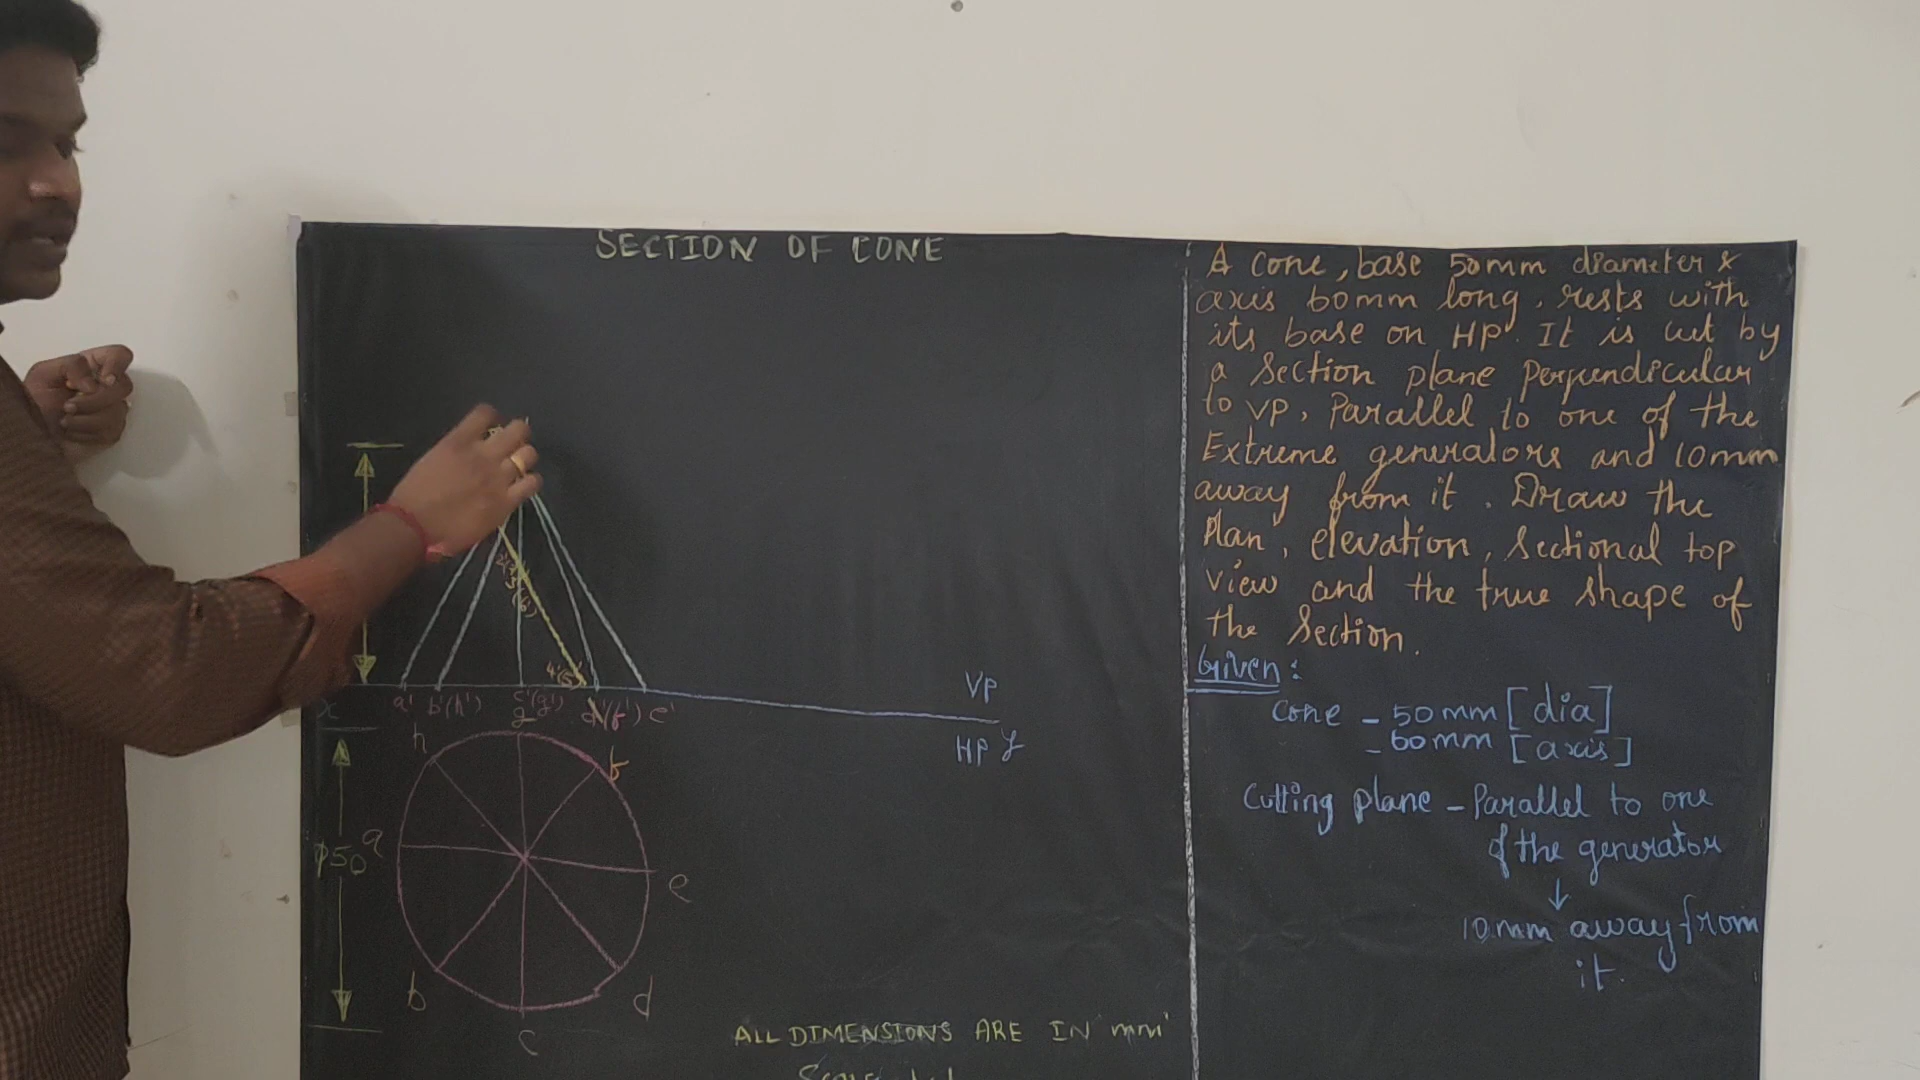 SECTION OF CONE
A cone, base 50mm diameter &
axis 60mm long, rests with
its base on HP. It is cut by
a Section plane perpendicular
to VP, Parallel to one of the
Extreme generators and 10mm
away from it. Draw the
Plan, elevation, Sectional top
view and the true shape of
the Section.
Given:
Cone - 50mm [dia]
- 60mm [axis]
Cutting plane - Parallel to one
of the generator
10mm away from
it.
3'(6')
4'(5')
x a' b'(h') c'(g') d'(f') e'
VP
HP y
g
h f
a e
φ50
b d
c
ALL DIMENSIONS ARE IN mm